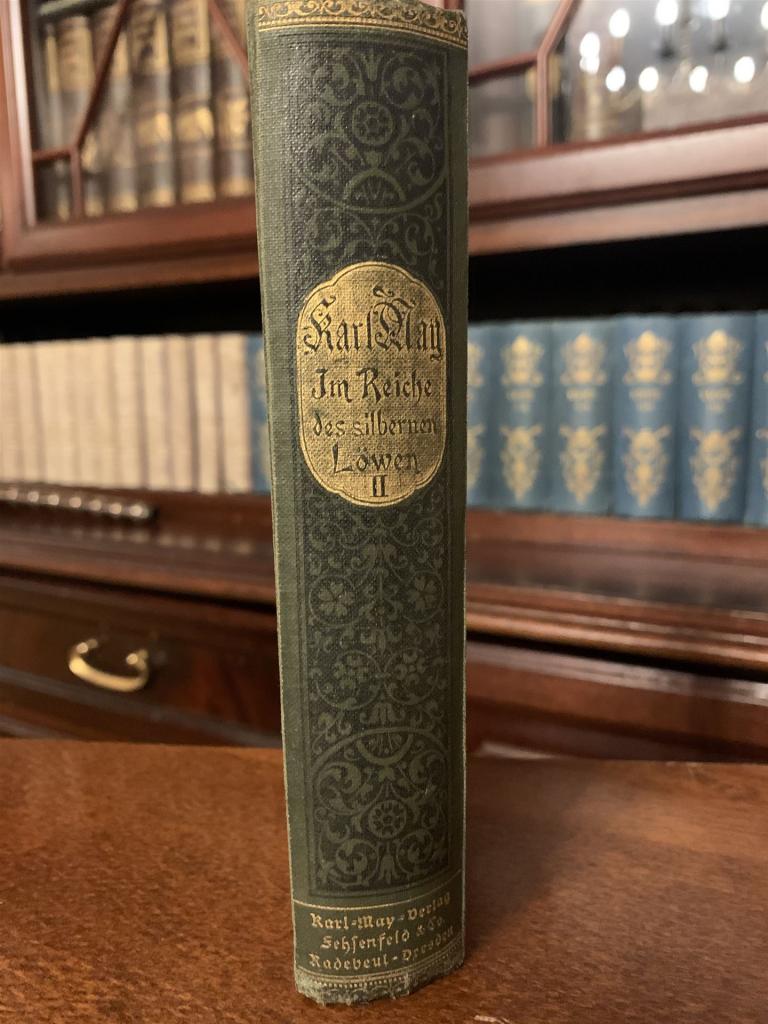 Karl May
Im Reiche
des silbernen
Löwen
II
Karl-May-Verlag
Fehsenfeld & Co.
Radebeul-Dresden